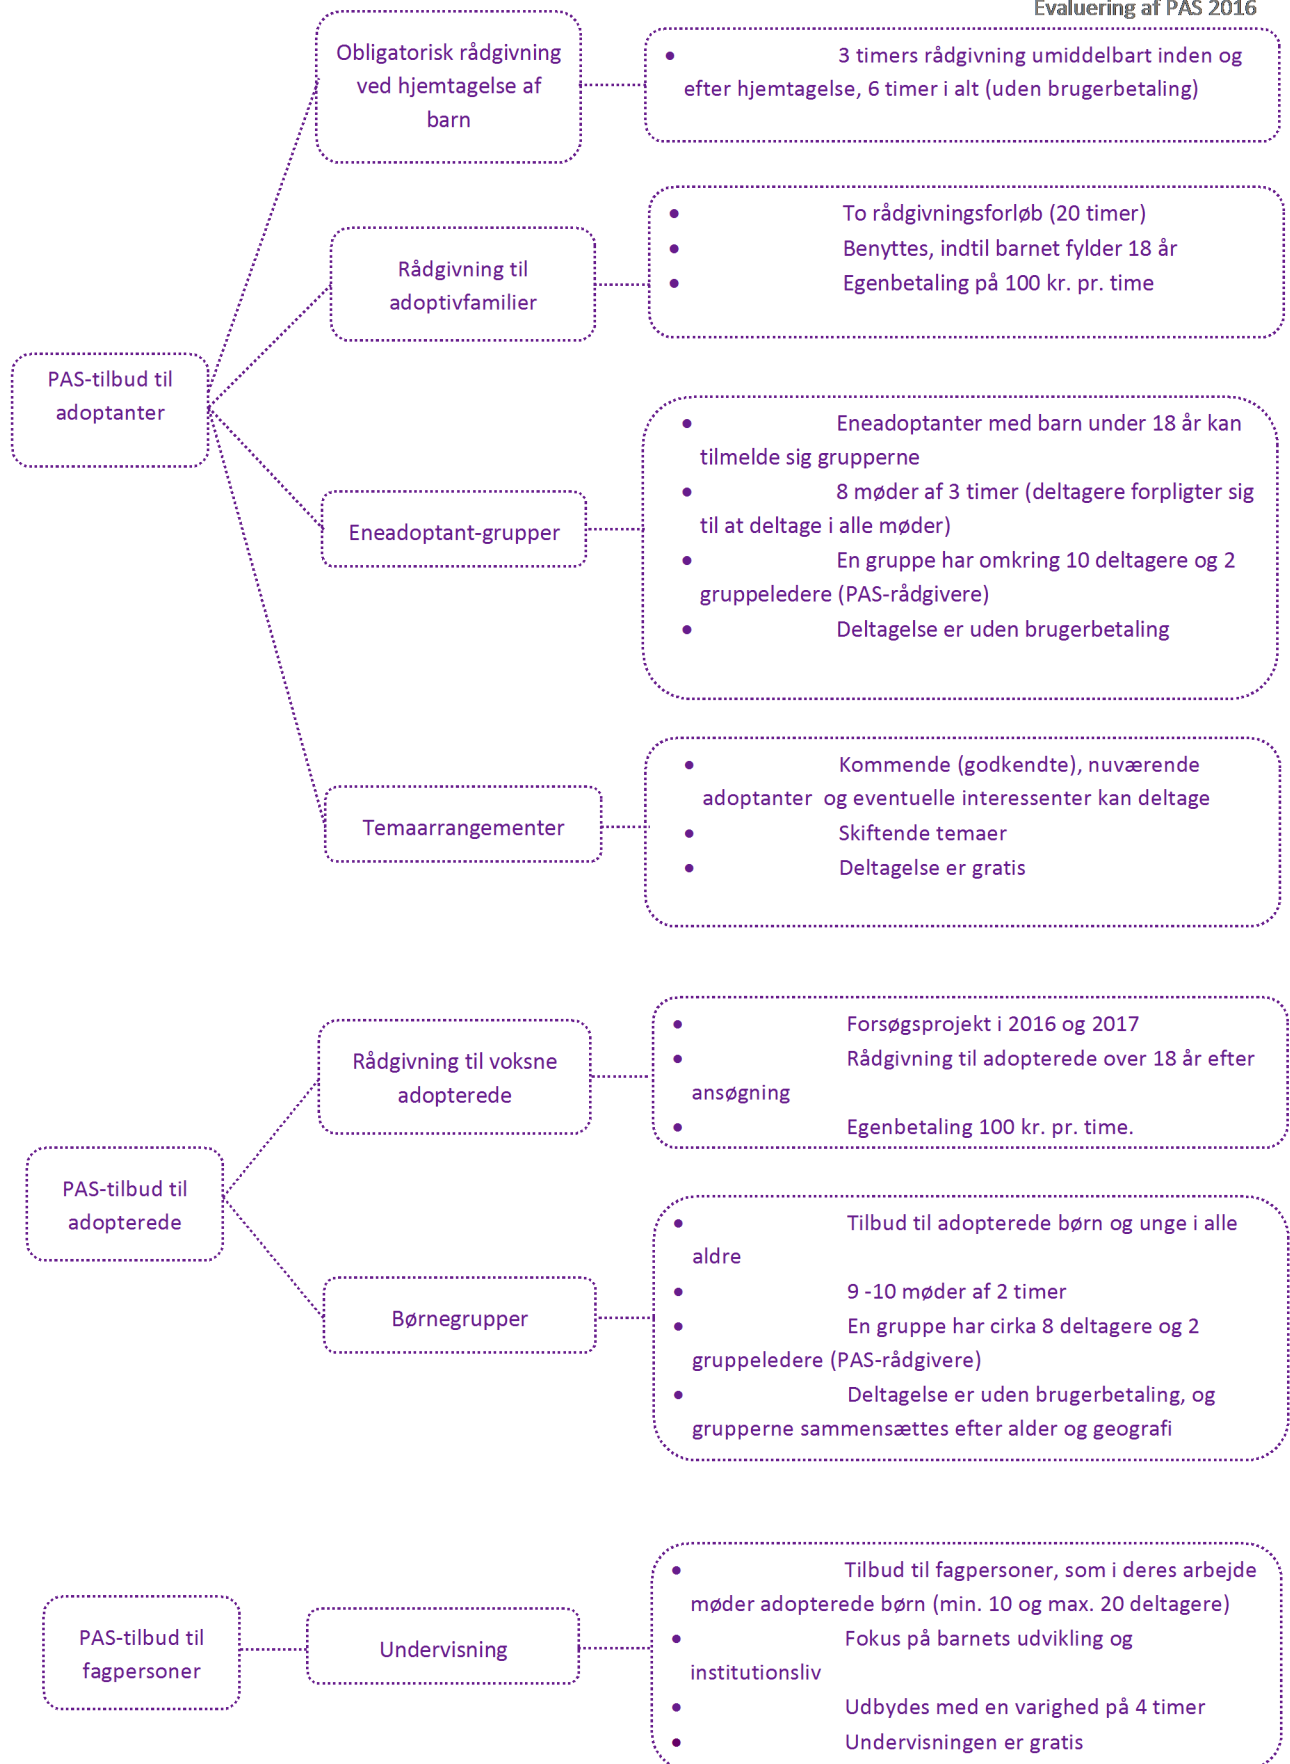 Evaluering af PAS 2016
PAS-tilbud til
adoptanter
Obligatorisk rådgivning
ved hjemtagelse af
barn
• 3 timers rådgivning umiddelbart inden og
efter hjemtagelse, 6 timer i alt (uden brugerbetaling)
Rådgivning til
adoptivfamilier
• To rådgivningsforløb (20 timer)
• Benyttes, indtil barnet fylder 18 år
• Egenbetaling på 100 kr. pr. time
Eneadoptant-grupper
• Eneadoptanter med barn under 18 år kan
tilmelde sig grupperne
• 8 møder af 3 timer (deltagere forpligter sig
til at deltage i alle møder)
• En gruppe har omkring 10 deltagere og 2
gruppeledere (PAS-rådgivere)
• Deltagelse er uden brugerbetaling
Temaarrangementer
• Kommende (godkendte), nuværende
adoptanter og eventuelle interessenter kan deltage
• Skiftende temaer
• Deltagelse er gratis
PAS-tilbud til
adopterede
Rådgivning til voksne
adopterede
• Forsøgsprojekt i 2016 og 2017
• Rådgivning til adopterede over 18 år efter
ansøgning
• Egenbetaling 100 kr. pr. time.
Børnegrupper
• Tilbud til adopterede børn og unge i alle
aldre
• 9 -10 møder af 2 timer
• En gruppe har cirka 8 deltagere og 2
gruppeledere (PAS-rådgivere)
• Deltagelse er uden brugerbetaling, og
grupperne sammensættes efter alder og geografi
PAS-tilbud til
fagpersoner
Undervisning
• Tilbud til fagpersoner, som i deres arbejde
møder adopterede børn (min. 10 og max. 20 deltagere)
• Fokus på barnets udvikling og
institutionsliv
• Udbydes med en varighed på 4 timer
• Undervisningen er gratis